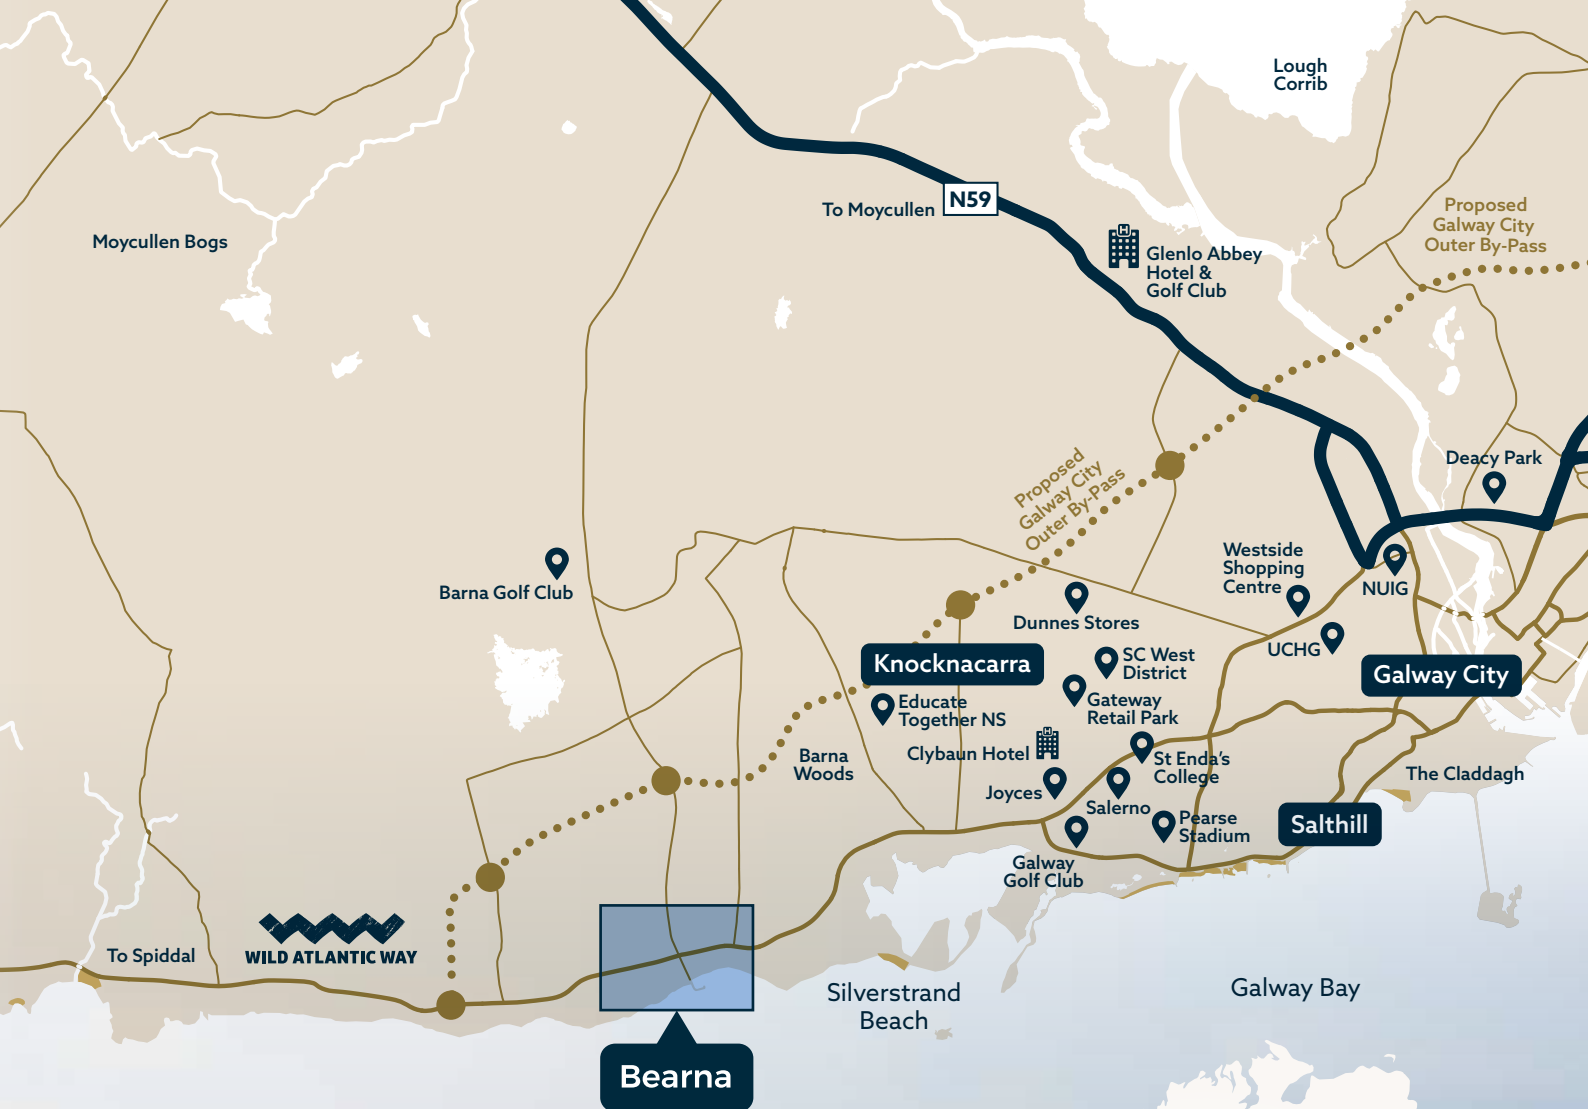 Lough
Corrib
To Moycullen
N59
Proposed
Galway City
Outer By-Pass
Moycullen Bogs
Glenlo Abbey
Hotel &
Golf Club
H
Proposed
Galway City
Outer By-Pass
Deacy Park
Westside
Shopping
Centre
NUIG
Barna Golf Club
Dunnes Stores
UCHG
Knocknacarra
SC West
District
Galway City
Educate
Together NS
Gateway
Retail Park
Clybaun Hotel
H
Barna
Woods
St Enda's
College
The Claddagh
Joyces
Salerno
Pearse
Stadium
Salthill
Galway
Golf Club
To Spiddal
WILD ATLANTIC WAY
Silverstrand
Beach
Galway Bay
Bearna